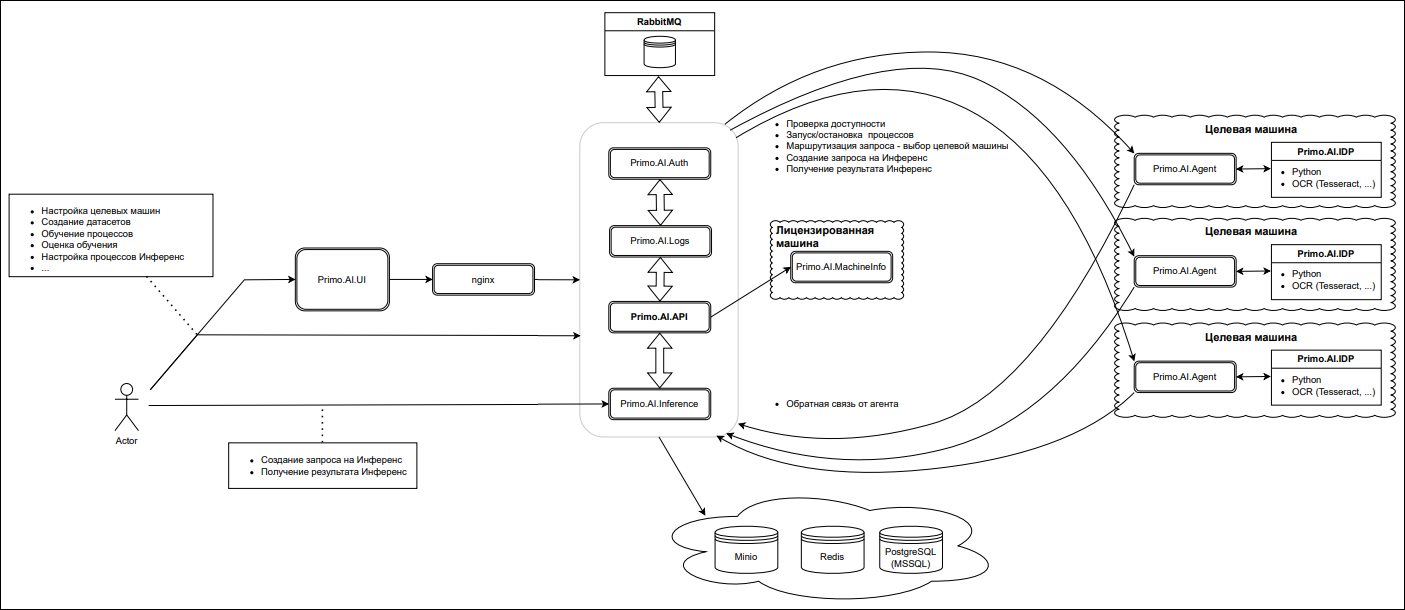 RabbitMQ
Primo.AI.Auth
Primo.AI.Logs
Primo.AI.API
Primo.AI.Inference
• Проверка доступности
• Запуск/остановка процессов
• Маршрутизация запроса - выбор целевой машины
• Создание запроса на Инференс
• Получение результата Инференс
Лицензированная
машина
Primo.AI.MachineInfo
• Обратная связь от агента
Целевая машина
Primo.AI.Agent
Primo.AI.IDP
• Python
• OCR (Tesseract, ...)
Целевая машина
Primo.AI.Agent
Primo.AI.IDP
• Python
• OCR (Tesseract, ...)
Целевая машина
Primo.AI.Agent
Primo.AI.IDP
• Python
• OCR (Tesseract, ...)
• Настройка целевых машин
• Создание датасетов
• Обучение процессов
• Оценка обучения
• Настройка процессов Инференс
• ...
Primo.AI.UI
nginx
Actor
• Создание запроса на Инференс
• Получение результата Инференс
Minio
Redis
PostgreSQL
(MSSQL)